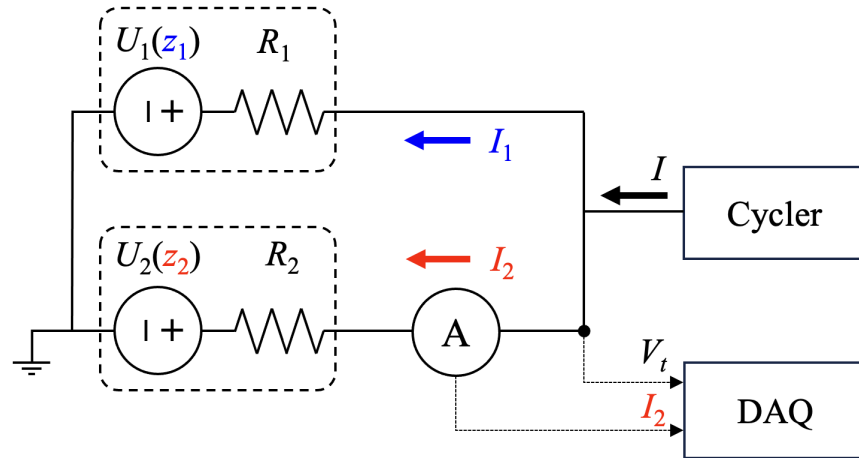 U₁(z₁)
R₁
− +
I₁
I
Cycler
U₂(z₂)
R₂
− +
I₂
A
Vₜ
I₂
DAQ